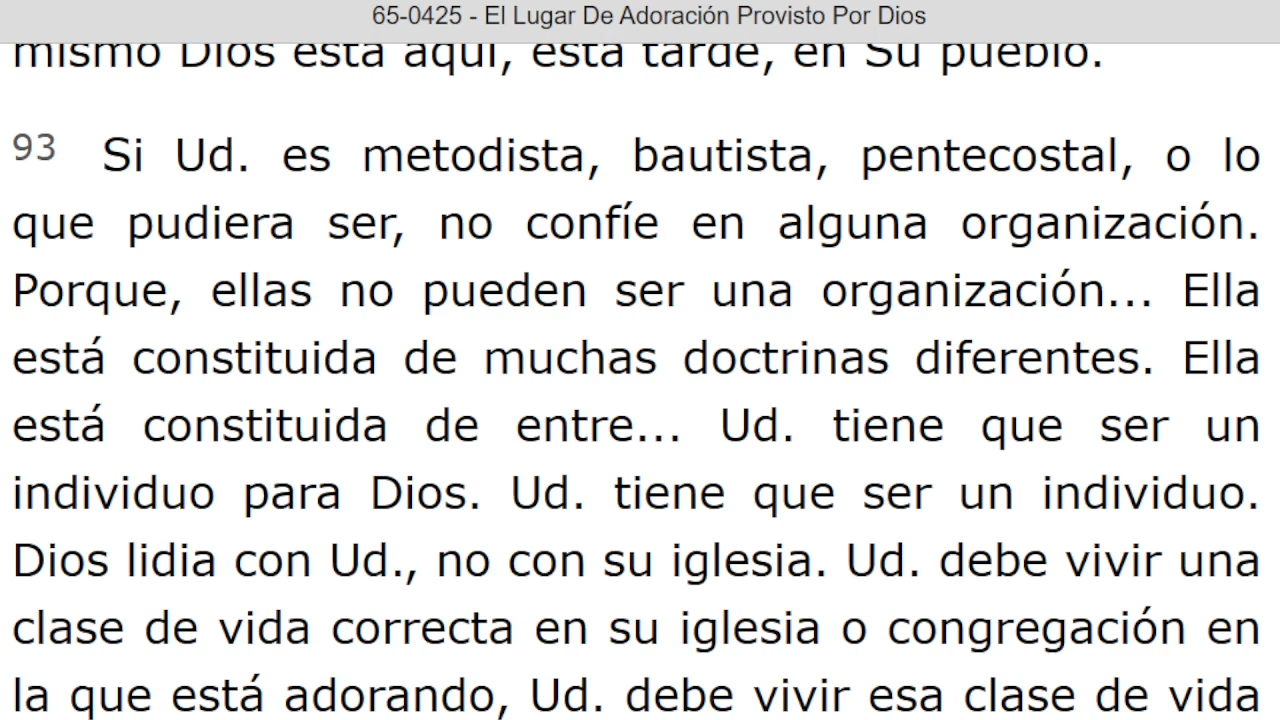 65-0425 - El Lugar De Adoración Provisto Por Dios
mismo Dios está aquí, esta tarde, en Su pueblo.
93 Si Ud. es metodista, bautista, pentecostal, o lo
que pudiera ser, no confíe en alguna organización.
Porque, ellas no pueden ser una organización... Ella
está constituida de muchas doctrinas diferentes. Ella
está constituida de entre... Ud. tiene que ser un
individuo para Dios. Ud. tiene que ser un individuo.
Dios lidia con Ud., no con su iglesia. Ud. debe vivir una
clase de vida correcta en su iglesia o congregación en
la que está adorando, Ud. debe vivir esa clase de vida